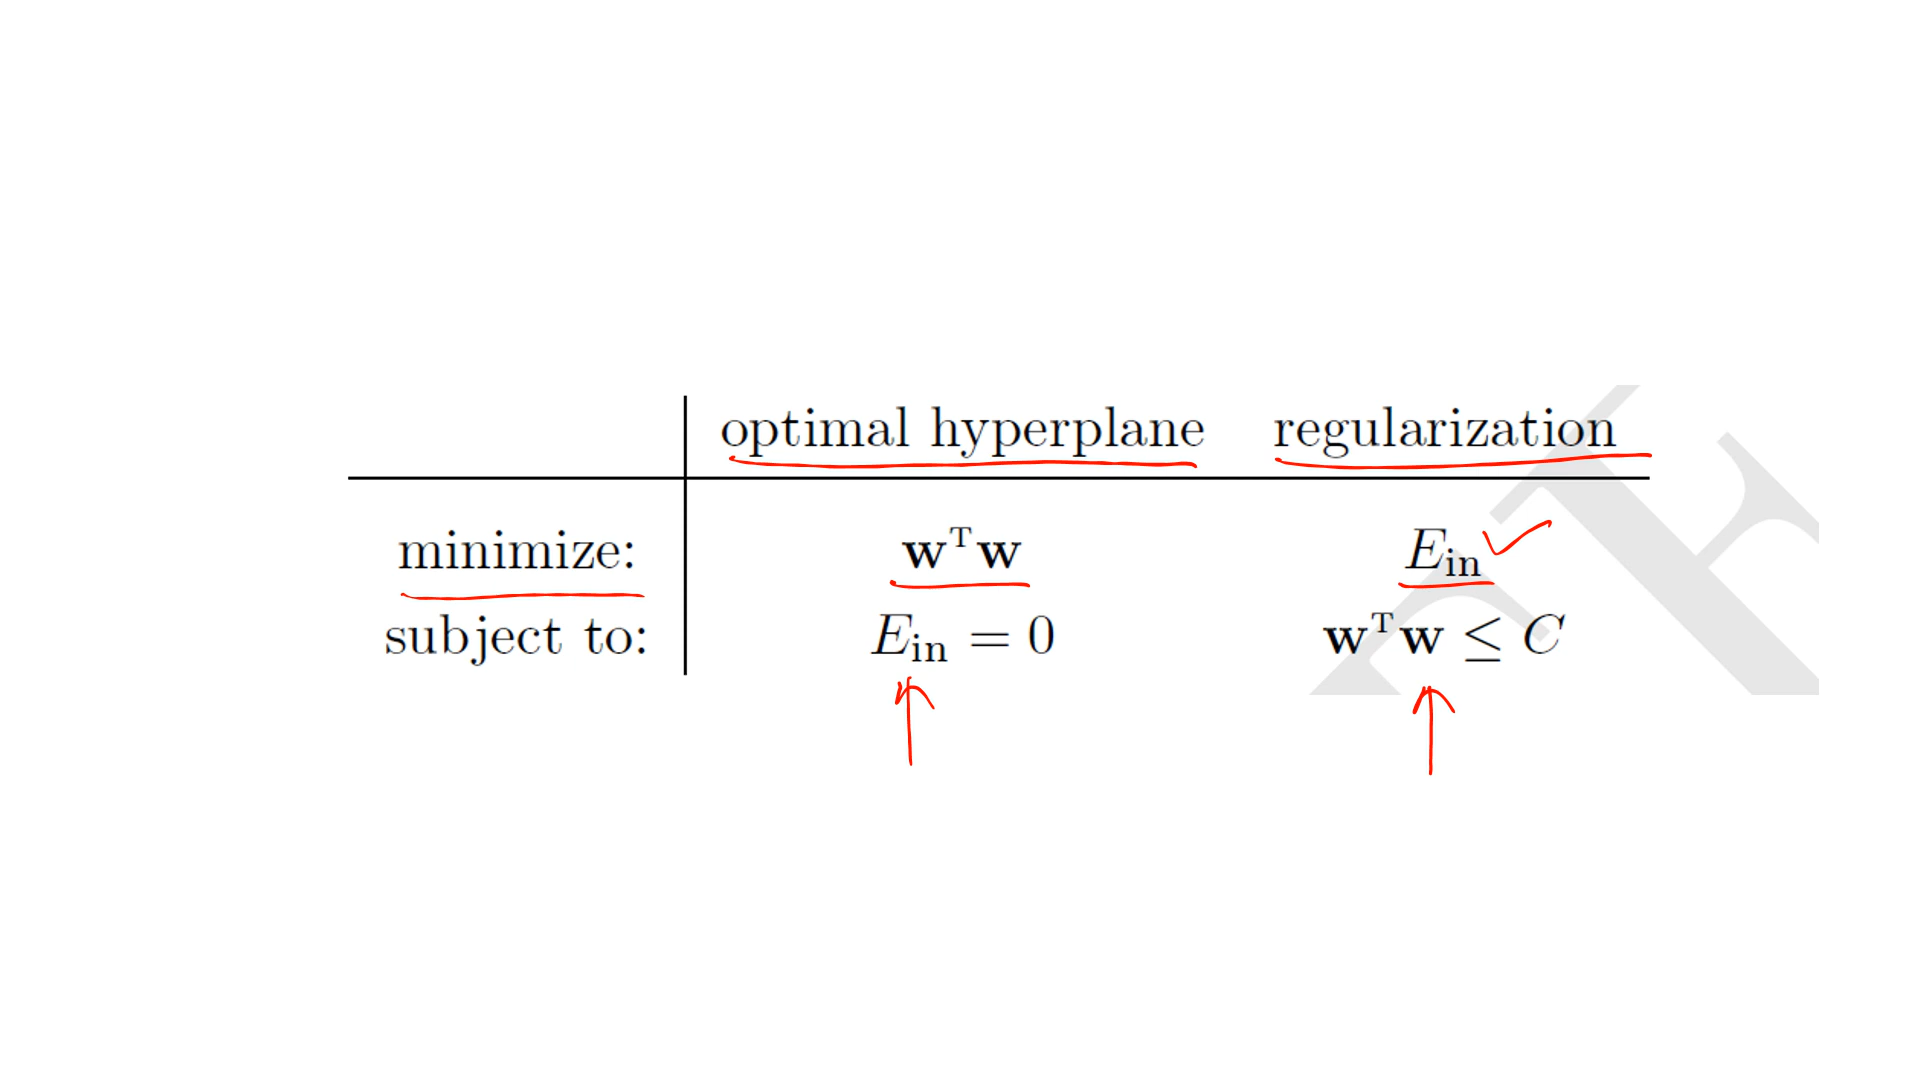 optimal hyperplane regularization
minimize: wᵀw E_in
subject to: E_in = 0 wᵀw ≤ C